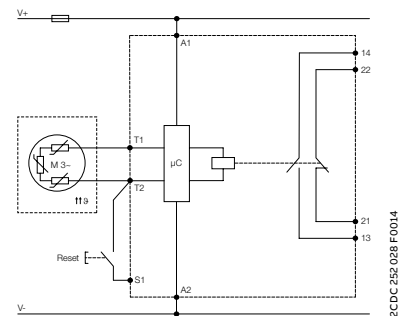 V+
A1
14
22
T1
M 3~
µC
T2
↑↑ϑ
21
13
Reset
S1
A2
V-
2CDC 252 028 F0014